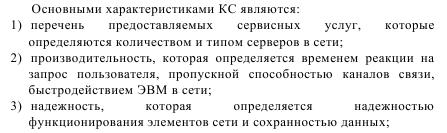 Основными характеристиками КС являются:
1) перечень предоставляемых сервисных услуг, которые
определяются количеством и типом серверов в сети;
2) производительность, которая определяется временем реакции на
запрос пользователя, пропускной способностью каналов связи,
быстродействием ЭВМ в сети;
3) надежность, которая определяется надежностью
функционирования элементов сети и сохранностью данных;